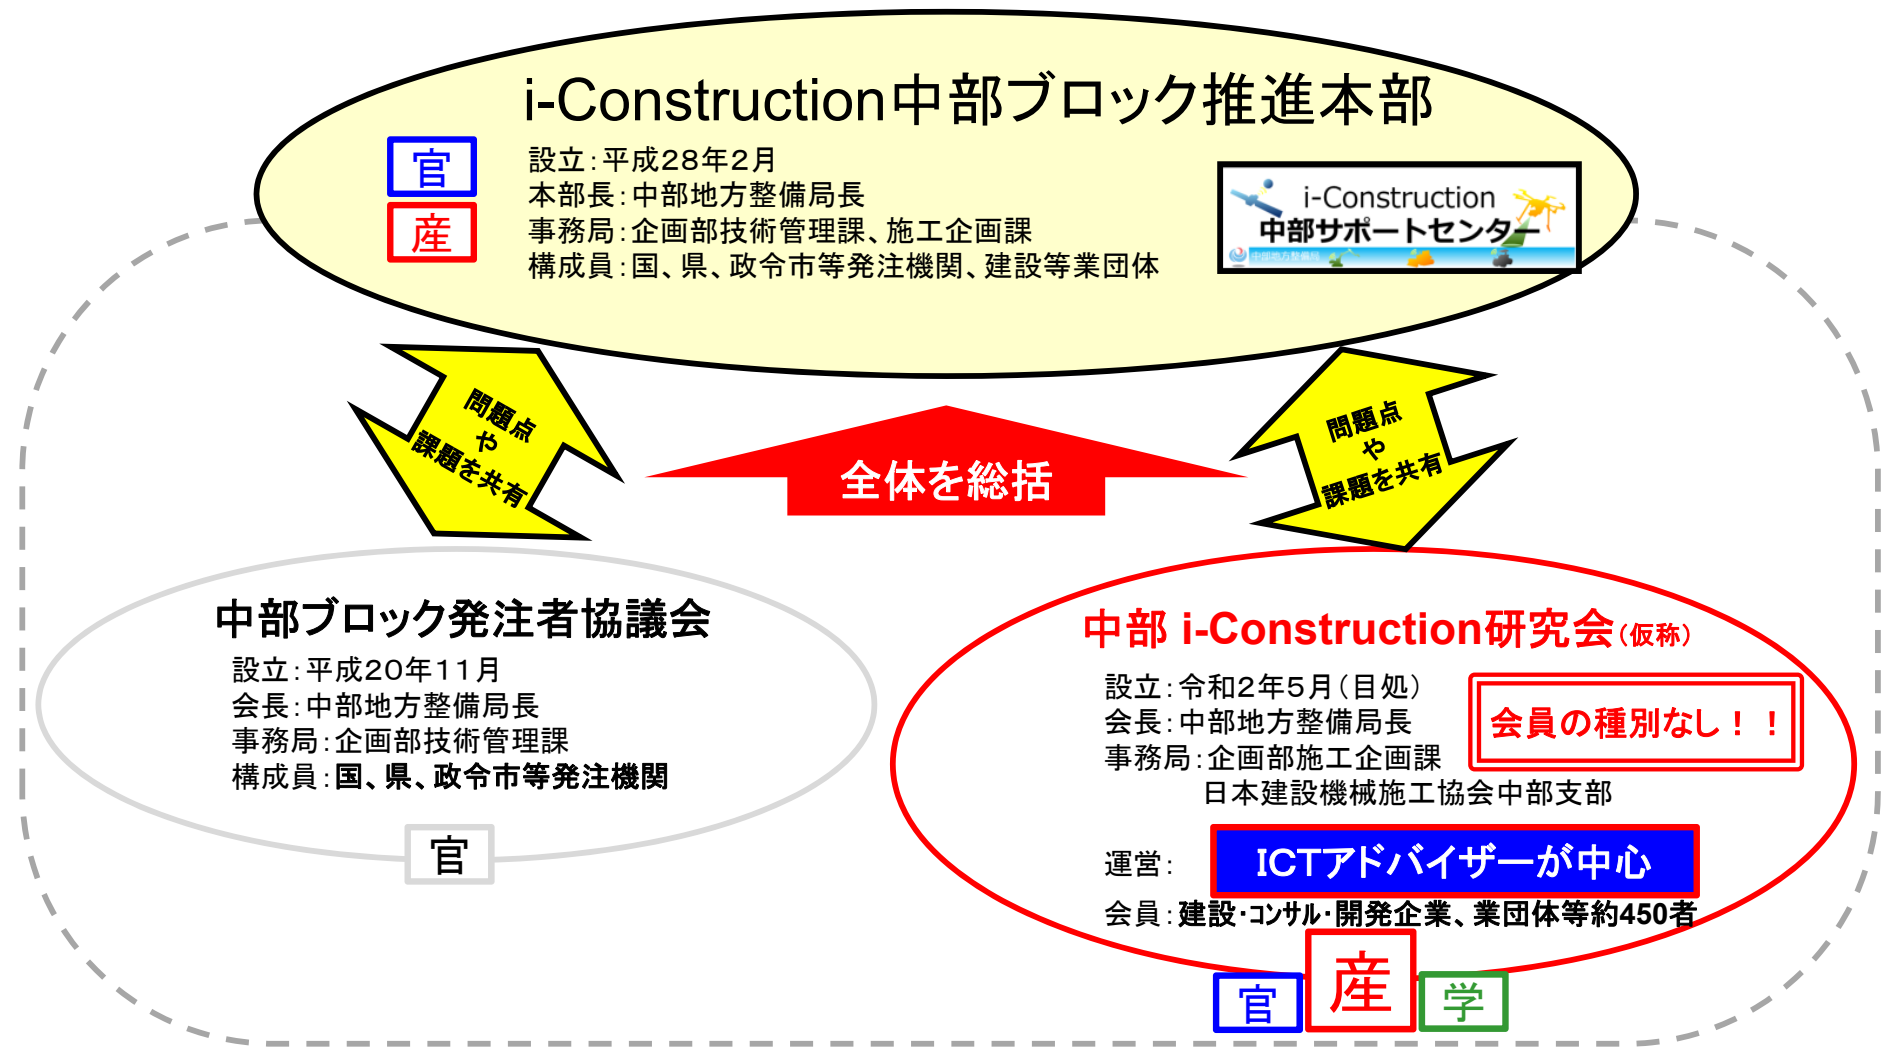 i-Construction中部ブロック推進本部
官
産
設立：平成28年2月
本部長：中部地方整備局長
事務局：企画部技術管理課、施工企画課
構成員：国、県、政令市等発注機関、建設等業団体
i-Construction
中部サポートセンター
中部地方整備局
問題点
や
課題を共有
全体を総括
問題点
や
課題を共有
中部ブロック発注者協議会
設立：平成20年11月
会長：中部地方整備局長
事務局：企画部技術管理課
構成員：国、県、政令市等発注機関
官
中部 i-Construction研究会（仮称）
設立：令和2年5月（目処）
会長：中部地方整備局長
事務局：企画部施工企画課
日本建設機械施工協会中部支部
会員の種別なし！！
運営：
ICTアドバイザーが中心
会員：建設・ｺﾝｻﾙ・開発企業、業団体等約450者
官
産
学